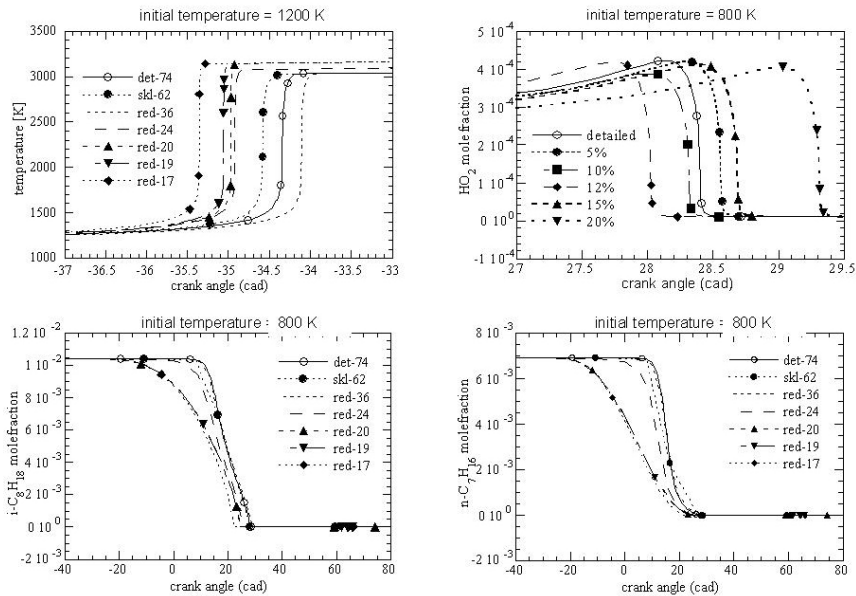 initial temperature = 1200 K
3500
3000
2500
2000
1500
1000
temperature [K]
det-74
skl-62
red-36
red-24
red-20
red-19
red-17
-37 -36.5 -36 -35.5 -35 -34.5 -34 -33.5 -33
crank angle (cad)
initial temperature = 800 K
5 10^-4
4 10^-4
3 10^-4
2 10^-4
1 10^-4
0 10^0
-1 10^-4
HO2 molefraction
detailed
5%
10%
12%
15%
20%
27 27.5 28 28.5 29 29.5
crank angle (cad)
initial temperature = 800 K
1.2 10^-2
1 10^-2
8 10^-3
6 10^-3
4 10^-3
2 10^-3
0 10^0
-2 10^-3
i-C8H18 molefraction
det-74
skl-62
red-36
red-24
red-20
red-19
red-17
-40 -20 0 20 40 60 80
crank angle (cad)
initial temperature = 800 K
8 10^-3
6 10^-3
4 10^-3
2 10^-3
0 10^0
-2 10^-3
n-C7H16 molefraction
det-74
skl-62
red-36
red-24
red-20
red-19
red-17
-40 -20 0 20 40 60 80
crank angle (cad)